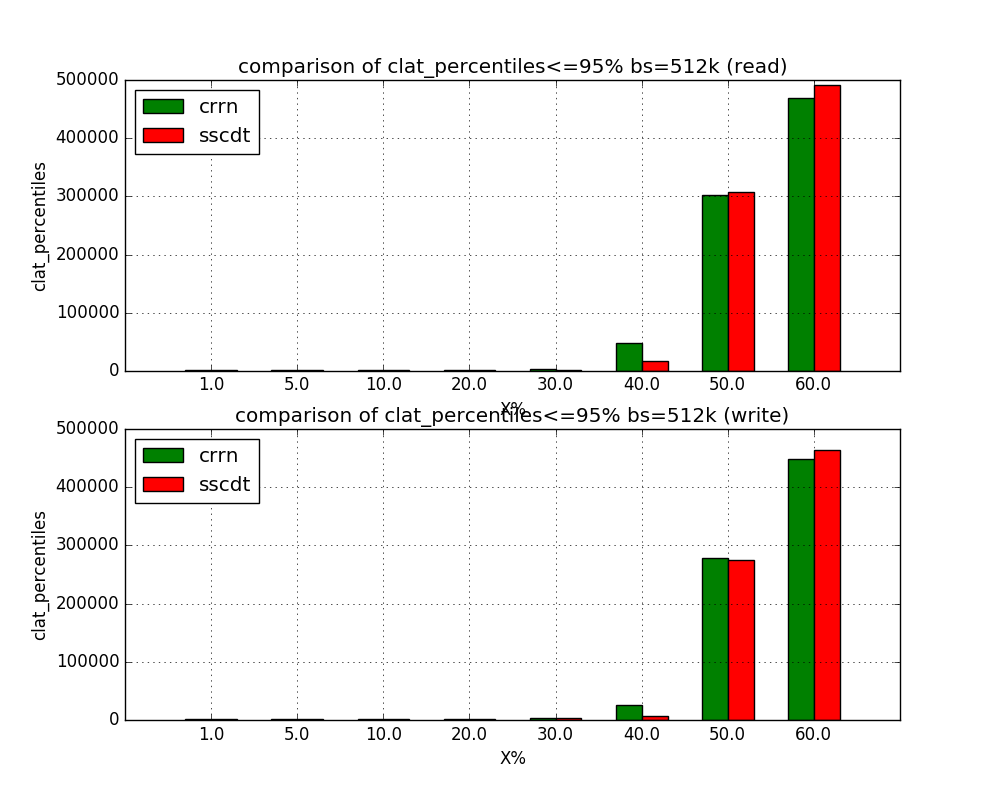 comparison of clat_percentiles<=95% bs=512k (read)
500000
400000
300000
200000
100000
0
clat_percentiles
crrn
sscdt
1.0 5.0 10.0 20.0 30.0 40.0 50.0 60.0
X%
comparison of clat_percentiles<=95% bs=512k (write)
500000
400000
300000
200000
100000
0
clat_percentiles
crrn
sscdt
1.0 5.0 10.0 20.0 30.0 40.0 50.0 60.0
X%